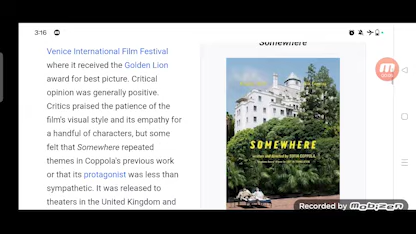 3:16
Venice International Film Festival
where it received the Golden Lion
award for best picture. Critical
opinion was generally positive.
Critics praised the patience of the
film's visual style and its empathy for
a handful of characters, but some
felt that Somewhere repeated
themes in Coppola's previous work
or that its protagonist was less than
sympathetic. It was released to
theaters in the United Kingdom and
Somewhere
SOMEWHERE
written and directed by SOFIA COPPOLA
Recorded by Mobizen